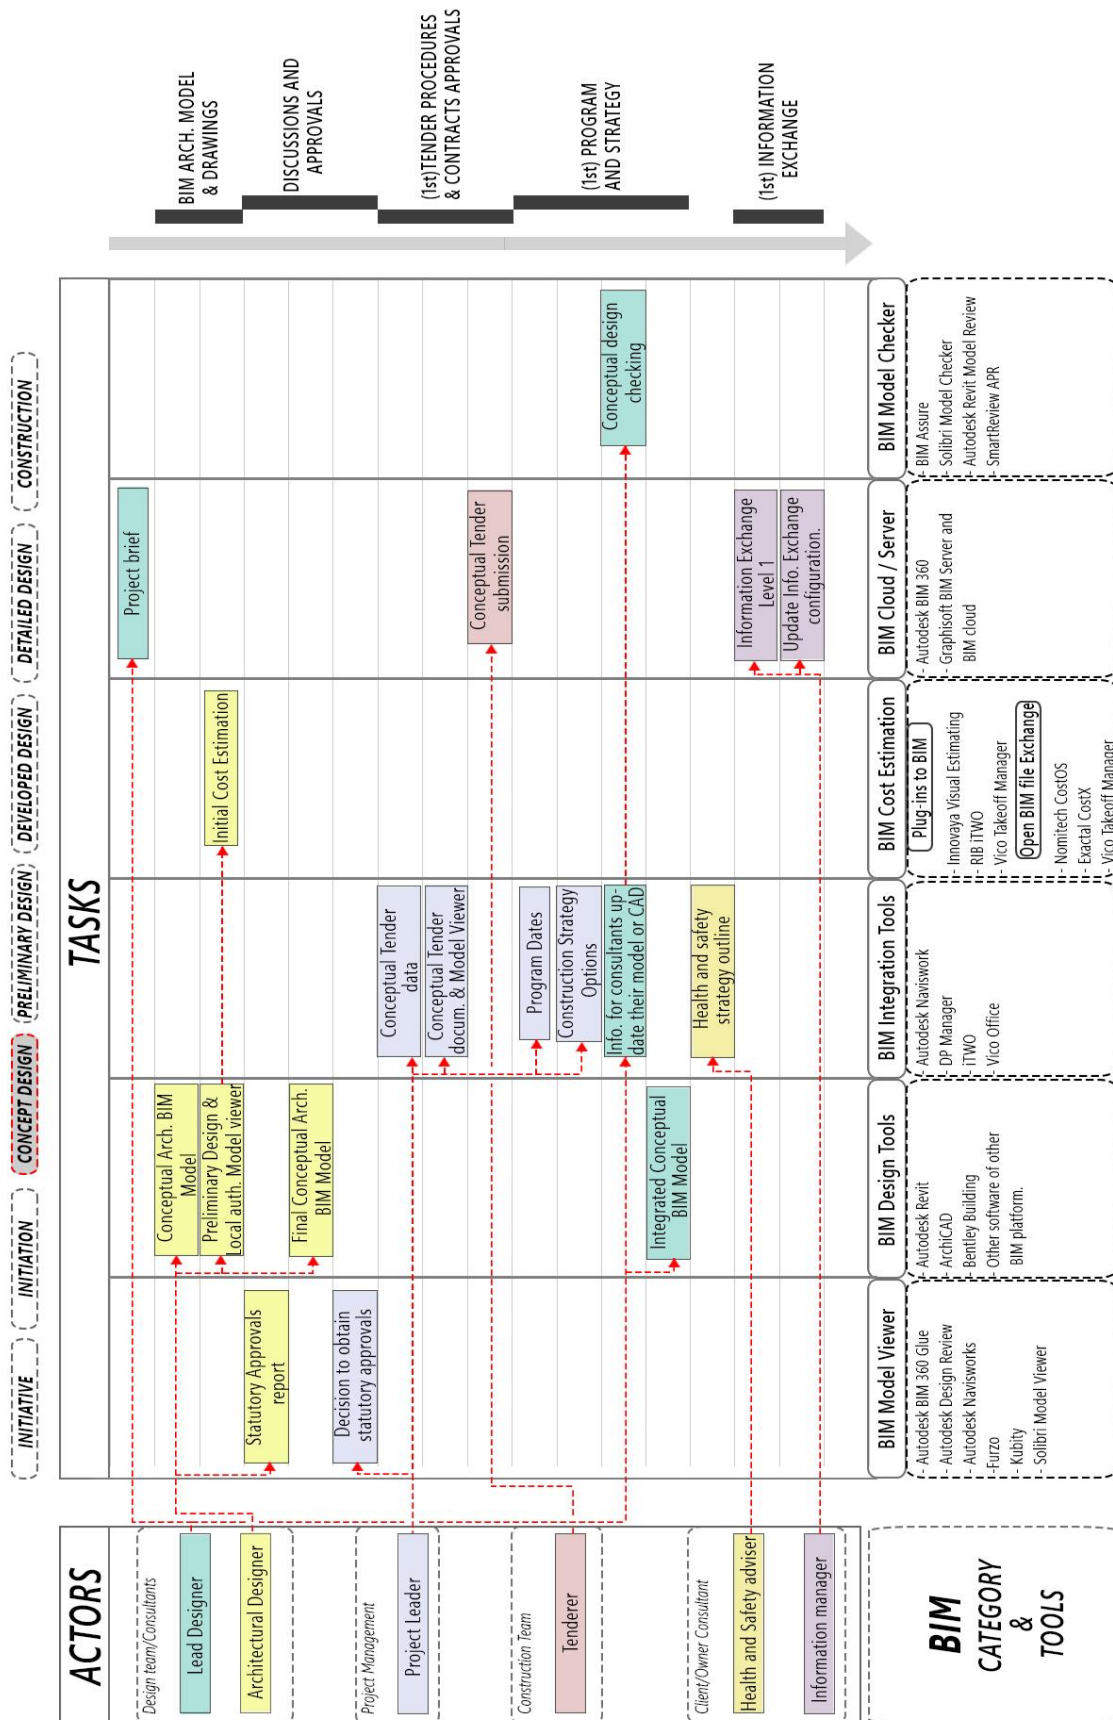 INITIATIVE
INITIATION
CONCEPT DESIGN
PRELIMINARY DESIGN
DEVELOPED DESIGN
DETAILED DESIGN
CONSTRUCTION
ACTORS
TASKS
Design team/Consultants
Lead Designer
Architectural Designer
Project Management
Project Leader
Construction Team
Tenderer
Client/Owner Consultant
Health and Safety adviser
Information manager
Project brief
Conceptual Arch. BIM
Model
Preliminary Design &
Local auth. Model viewer
Initial Cost Estimation
Statutory Approvals
report
Final Conceptual Arch.
BIM Model
Decision to obtain
statutory approvals
Conceptual Tender
data
Conceptual Tender
docum. & Model Viewer
Conceptual Tender
submission
Program Dates
Construction Strategy
Options
Info. for consultants up-
date their model or CAD
Conceptual design
checking
Integrated Conceptual
BIM Model
Health and safety
strategy outline
Information Exchange
Level 1
Update Info. Exchange
configuration.
BIM ARCH. MODEL
& DRAWINGS
DISCUSSIONS AND
APPROVALS
(1st)TENDER PROCEDURES
& CONTRACTS APPROVALS
(1st) PROGRAM
AND STRATEGY
(1st) INFORMATION
EXCHANGE
BIM
CATEGORY
&
TOOLS
BIM Model Viewer
- Autodesk BIM 360 Glue
- Autodesk Design Review
- Autodesk Navisworks
-Furzo
- Kubity
- Solibri Model Viewer
BIM Design Tools
- Autodesk Revit
- ArchiCAD
- Bentley Building
- Other software of other
BIM platform.
BIM Integration Tools
- Autodesk Naviswork
- DP Manager
- iTWO
- Vico Office
BIM Cost Estimation
Plug-ins to BIM
- Innovaya Visual Estimating
- RIB iTWO
- Vico Takeoff Manager
Open BIM file Exchange
- Nomitech CostOS
- Exactal CostX
- Vico Takeoff Manager
BIM Cloud / Server
- Autodesk BIM 360
- Graphisoft BIM Server and
BIM cloud
BIM Model Checker
- BIM Assure
- Solibri Model Checker
- Autodesk Revit Model Review
- SmartReview APR